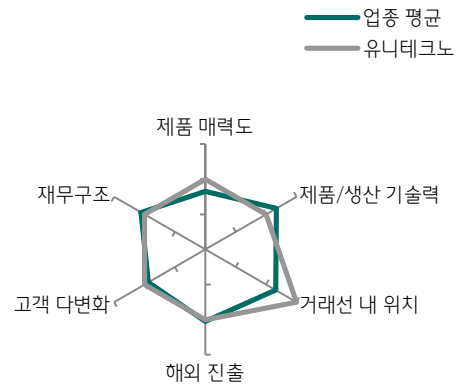 업종 평균
유니테크노
제품 매력도
재무구조
제품/생산 기술력
고객 다변화
거래선 내 위치
해외 진출